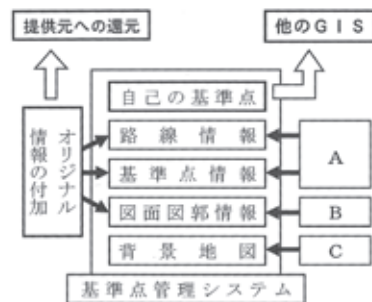 提供元への還元
他のGIS
自己の基準点
オリジナル
情報の付加
路線情報
基準点情報
図面図郭情報
背景地図
A
B
C
基準点管理システム